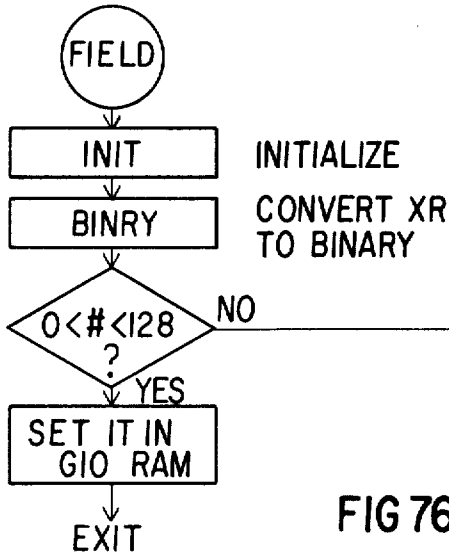 FIELD
INIT
INITIALIZE
BINRY
CONVERT XR
TO BINARY
0<#<128
?
NO
YES
SET IT IN
GIO RAM
EXIT
FIG 76